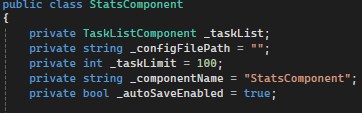 public class StatsComponent
{
private TaskListComponent _taskList;
private string _configFilePath = "";
private int _taskLimit = 100;
private string _componentName = "StatsComponent";
private bool _autoSaveEnabled = true;